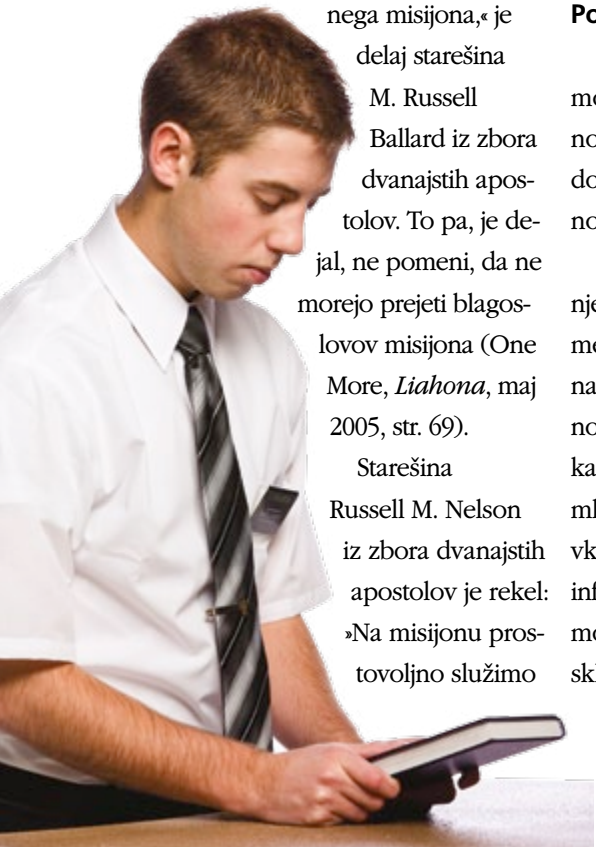 nega misijona,« je
delaj starešina
M. Russell
Ballard iz zbora
dvanajstih apos-
tolov. To pa, je de-
jal, ne pomeni, da ne
morejo prejeti blagos-
lovov misijona (One
More, Liahona, maj
2005, str. 69).
Starešina
Russell M. Nelson
iz zbora dvanajstih
apostolov je rekel:
»Na misijonu pros-
tovoljno služimo